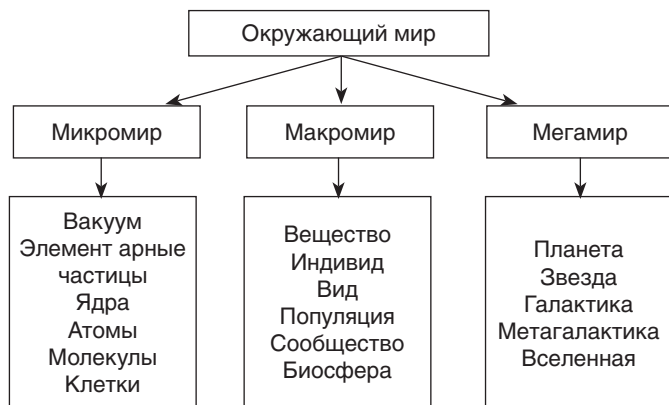 Окружающий мир
Микромир
Макромир
Мегамир
Вакуум
Элемент арные
частицы
Ядра
Атомы
Молекулы
Клетки
Вещество
Индивид
Вид
Популяция
Сообщество
Биосфера
Планета
Звезда
Галактика
Метагалактика
Вселенная